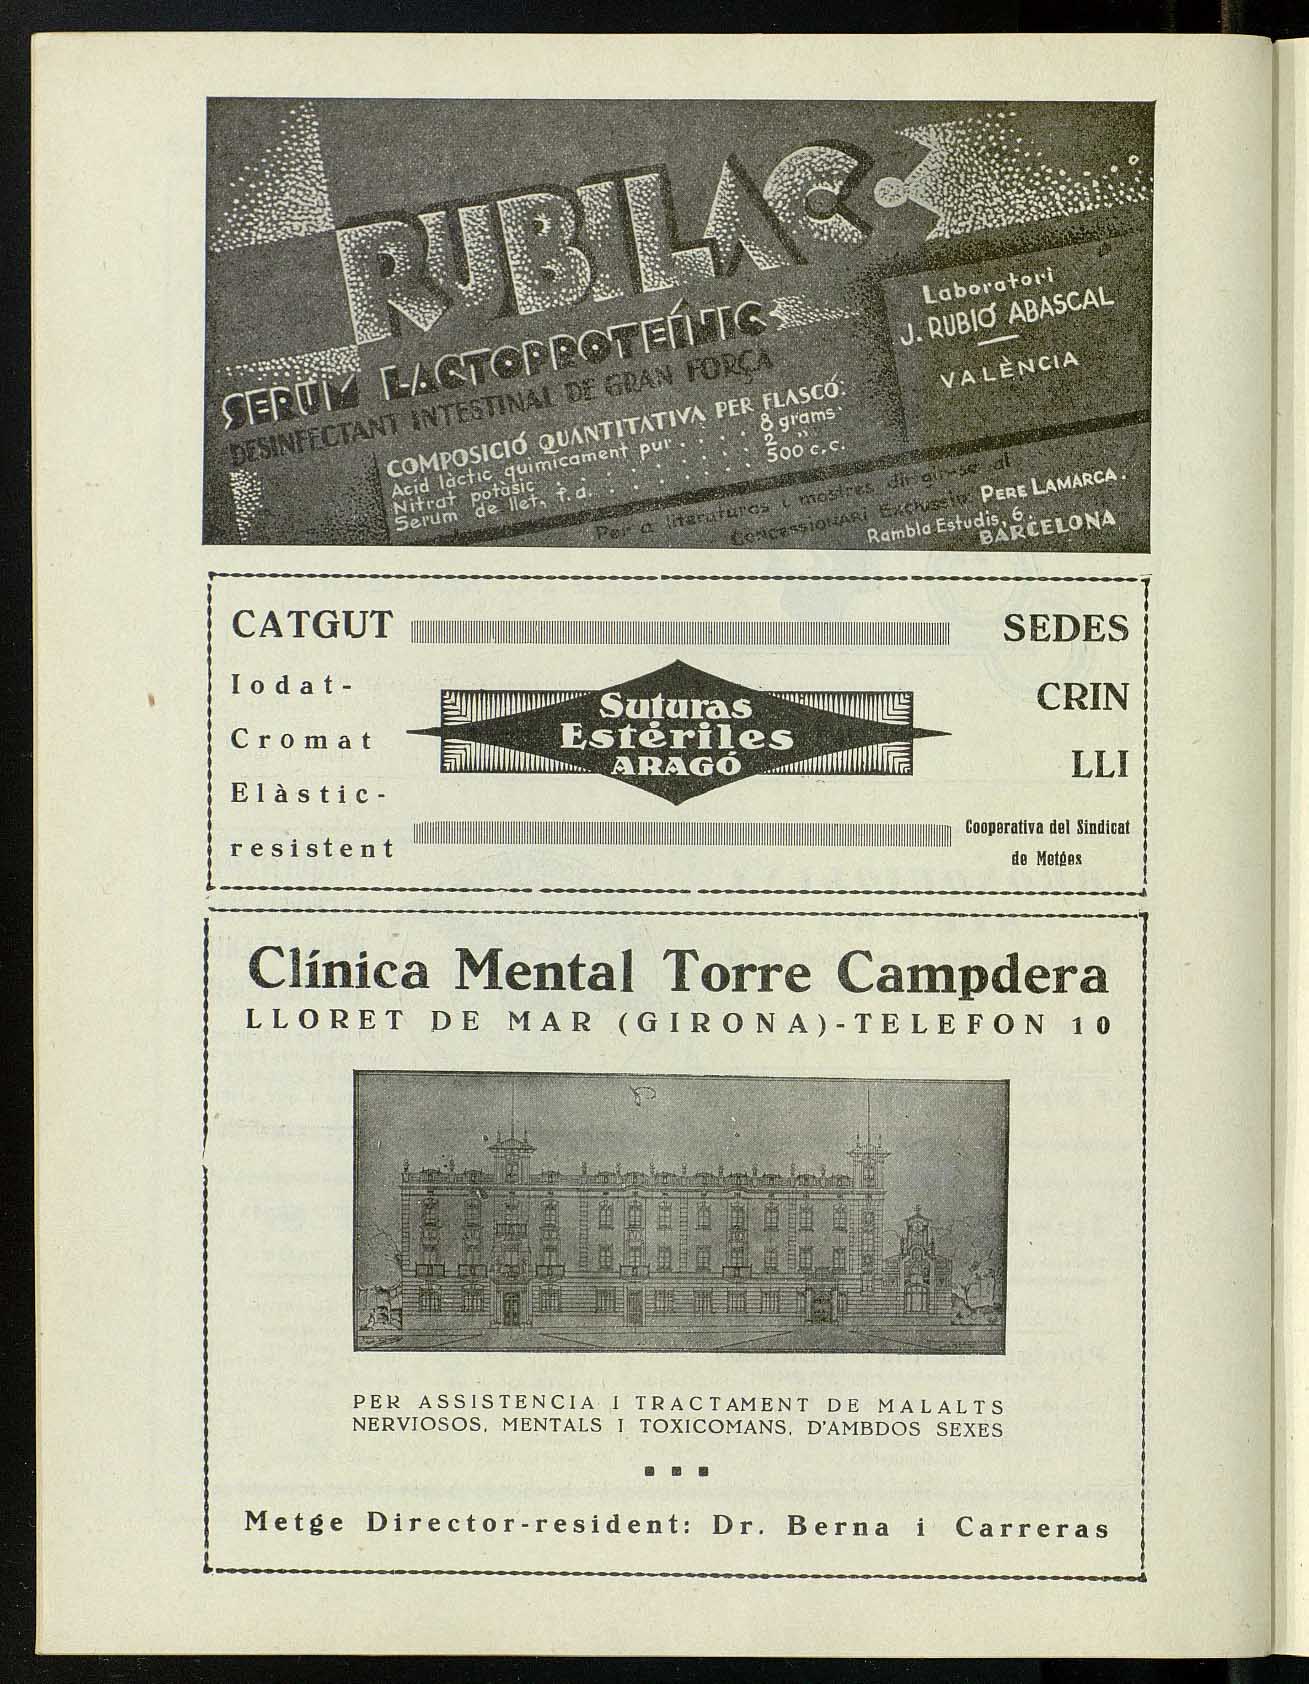 RUBILAC
SERUM LACTOPROTEÍNIC
DESINFECTANT INTESTINAL DE GRAN FORÇA
COMPOSICIÓ QUANTITATIVA PER FLASCÓ:
Acid làctic quimicament pur . . . . 8 grams
Nitrat potàsic . . . . . . . 2 "
Serum de llet, f. d. . . . . . . . 500 c.c.
Laboratori
J. RUBIÓ ABASCAL
VALÈNCIA
Per a literatures i mostres dirigir-se al
CONCESSIONARI EXCLUSSIU: PERE LAMARCA.
Rambla Estudis, 6.
BARCELONA
CATGUT
Iodat-
Cromat
Elàstic-
resistent
Suturas
Estériles
ARAGÓ
SEDES
CRIN
LLI
Cooperativa del Sindicat
de Metges
Clínica Mental Torre Campdera
LLORET DE MAR (GIRONA)-TELEFON 10
PER ASSISTENCIA I TRACTAMENT DE MALALTS
NERVIOSOS, MENTALS I TOXICOMANS, D'AMBDOS SEXES
Metge Director-resident: Dr. Berna i Carreras